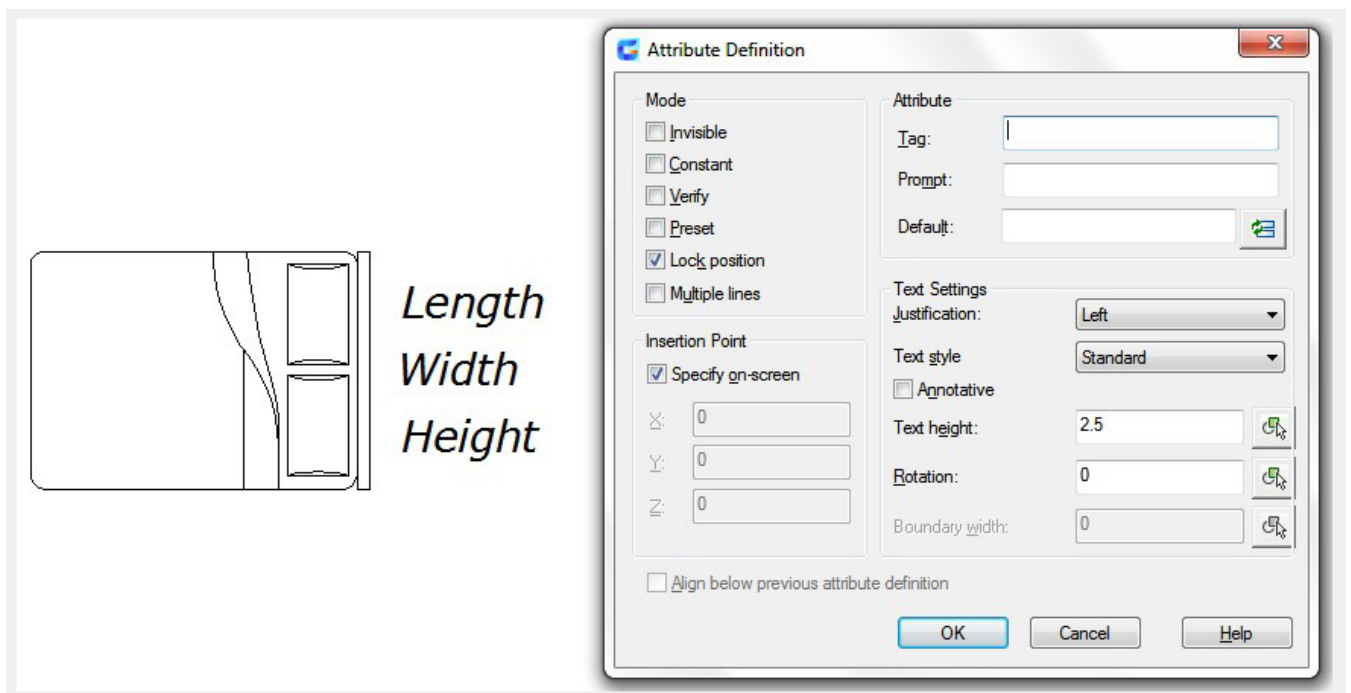 Length
Width
Height
Attribute Definition
Mode
Invisible
Constant
Verify
Preset
Lock position
Multiple lines
Insertion Point
Specify on-screen
X: 0
Y: 0
Z: 0
Attribute
Tag:
Prompt:
Default:
Text Settings
Justification: Left
Text style Standard
Annotative
Text height: 2.5
Rotation: 0
Boundary width: 0
Align below previous attribute definition
OK Cancel Help